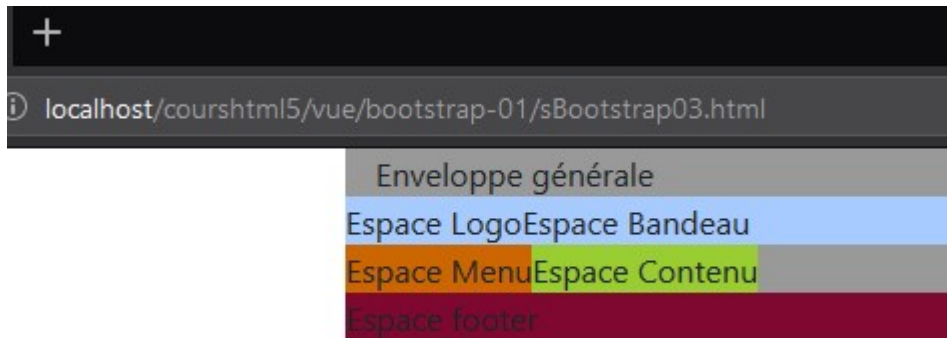 localhost/courshtml5/vue/bootstrap-01/sBootstrap03.html
Enveloppe générale
Espace LogoEspace Bandeau
Espace MenuEspace Contenu
Espace footer